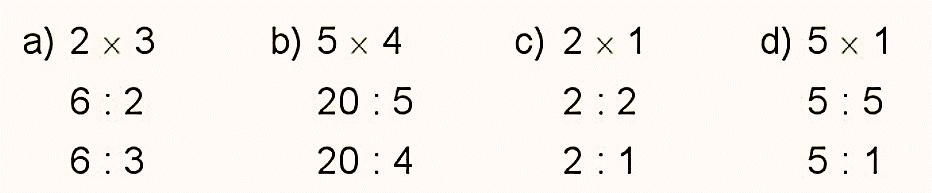 a) 2 × 3 b) 5 × 4 c) 2 × 1 d) 5 × 1
6 : 2 20 : 5 2 : 2 5 : 5
6 : 3 20 : 4 2 : 1 5 : 1